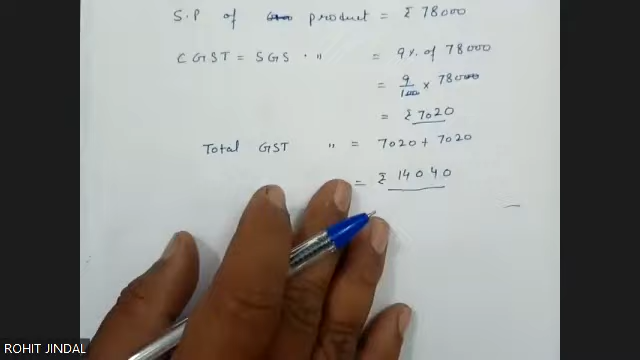 S.P of product = ₹ 78000
CGST = SGS . " = 9% of 78000
= 9/100 x 78000
= ₹ 7020
Total GST " = 7020 + 7020
= ₹ 14040
ROHIT JINDAL